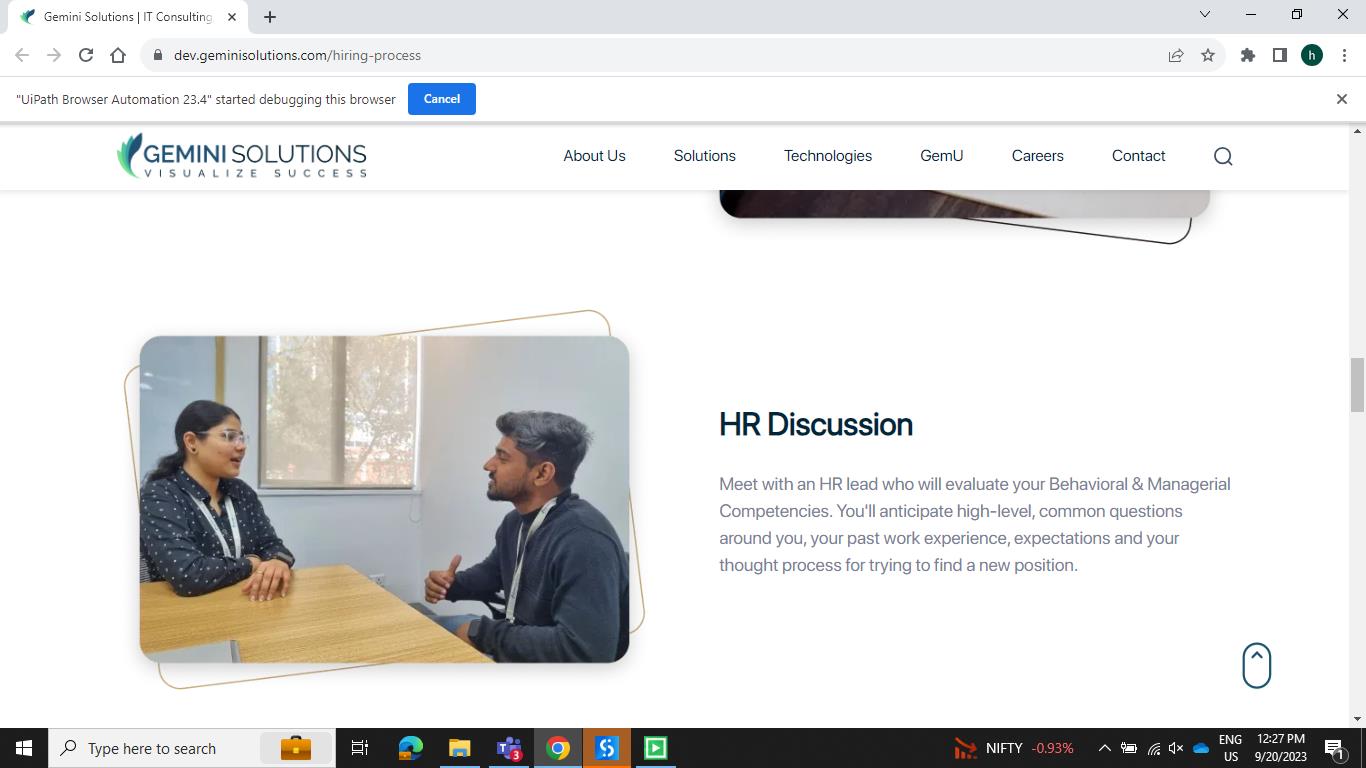 Gemini Solutions | IT Consulting
dev.geminisolutions.com/hiring-process
h
"UiPath Browser Automation 23.4" started debugging this browser
Cancel
GEMINI SOLUTIONS
VISUALIZE SUCCESS
About Us
Solutions
Technologies
GemU
Careers
Contact
HR Discussion
Meet with an HR lead who will evaluate your Behavioral & Managerial
Competencies. You'll anticipate high-level, common questions
around you, your past work experience, expectations and your
thought process for trying to find a new position.
Type here to search
3
NIFTY -0.93%
ENG
US
12:27 PM
9/20/2023
1